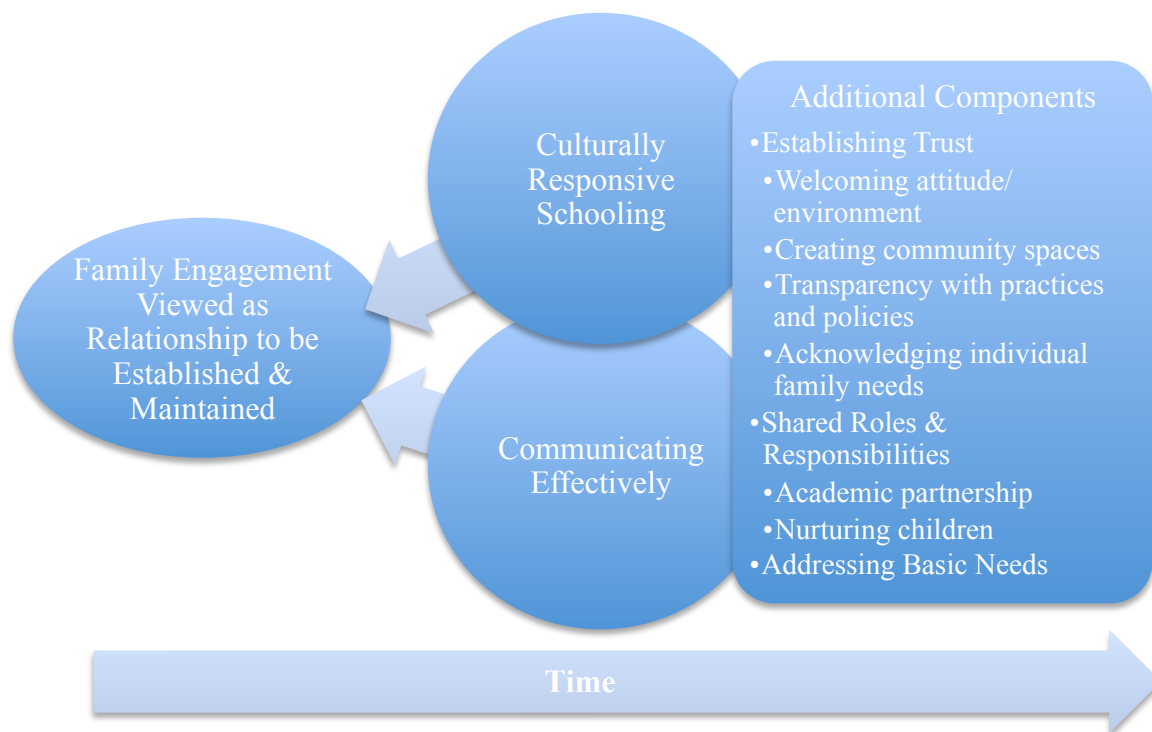 Family Engagement
Viewed as
Relationship to be
Established &
Maintained
Culturally
Responsive
Schooling
Communicating
Effectively
Additional Components
•Establishing Trust
•Welcoming attitude/
environment
•Creating community spaces
•Transparency with practices
and policies
•Acknowledging individual
family needs
•Shared Roles &
Responsibilities
•Academic partnership
•Nurturing children
•Addressing Basic Needs
Time